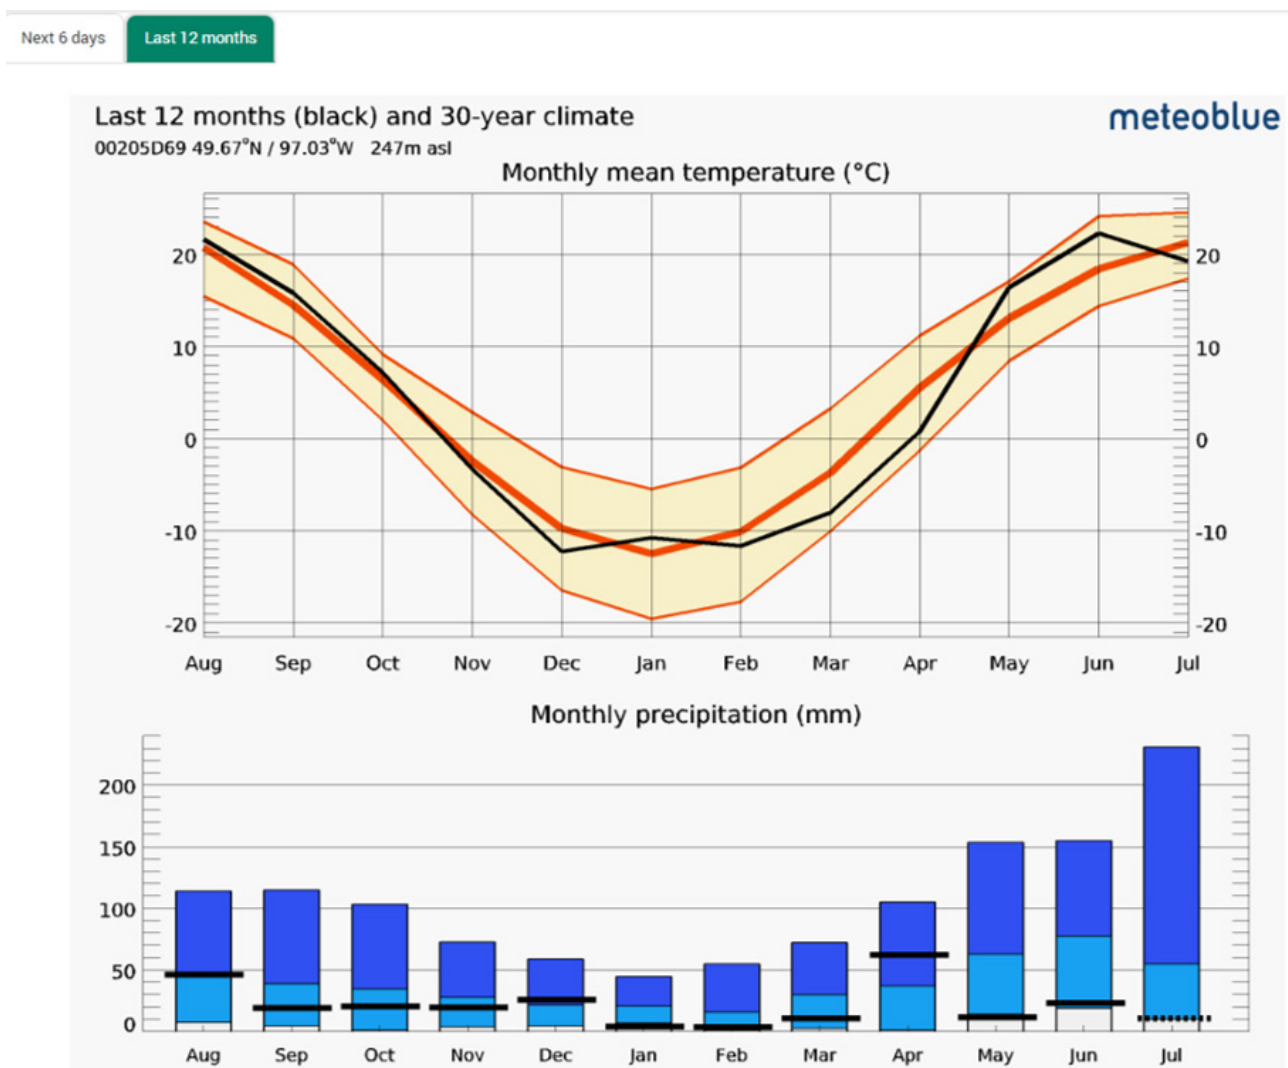 Next 6 days Last 12 months
Last 12 months (black) and 30-year climate
meteoblue
00205D69 49.67°N / 97.03°W 247m asl
Monthly mean temperature (°C)
20 20
10 10
0 0
-10 -10
-20 -20
Aug Sep Oct Nov Dec Jan Feb Mar Apr May Jun Jul
Monthly precipitation (mm)
200
150
100
50
0
Aug Sep Oct Nov Dec Jan Feb Mar Apr May Jun Jul